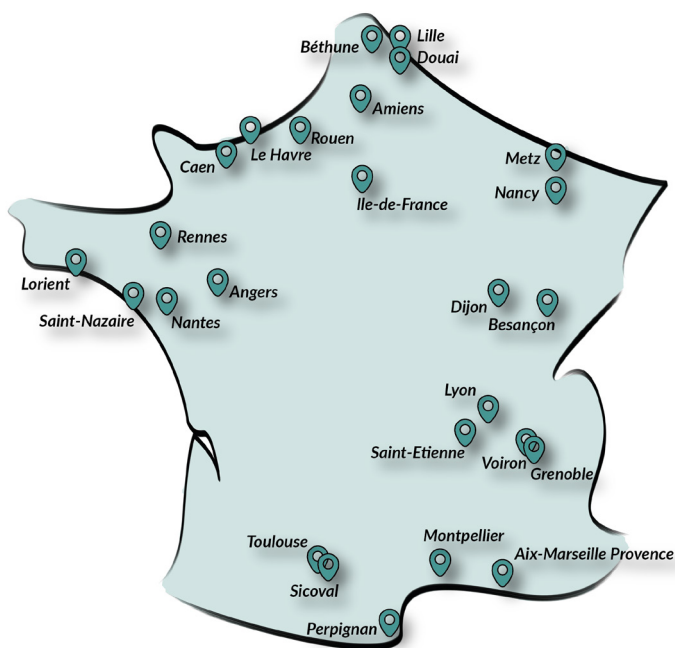 Lille
Béthune
Douai
Amiens
Rouen
Le Havre
Caen
Metz
Nancy
Ile-de-France
Rennes
Lorient
Angers
Saint-Nazaire
Nantes
Dijon
Besançon
Lyon
Saint-Etienne
Voiron
Grenoble
Toulouse
Montpellier
Aix-Marseille Provence
Sicoval
Perpignan